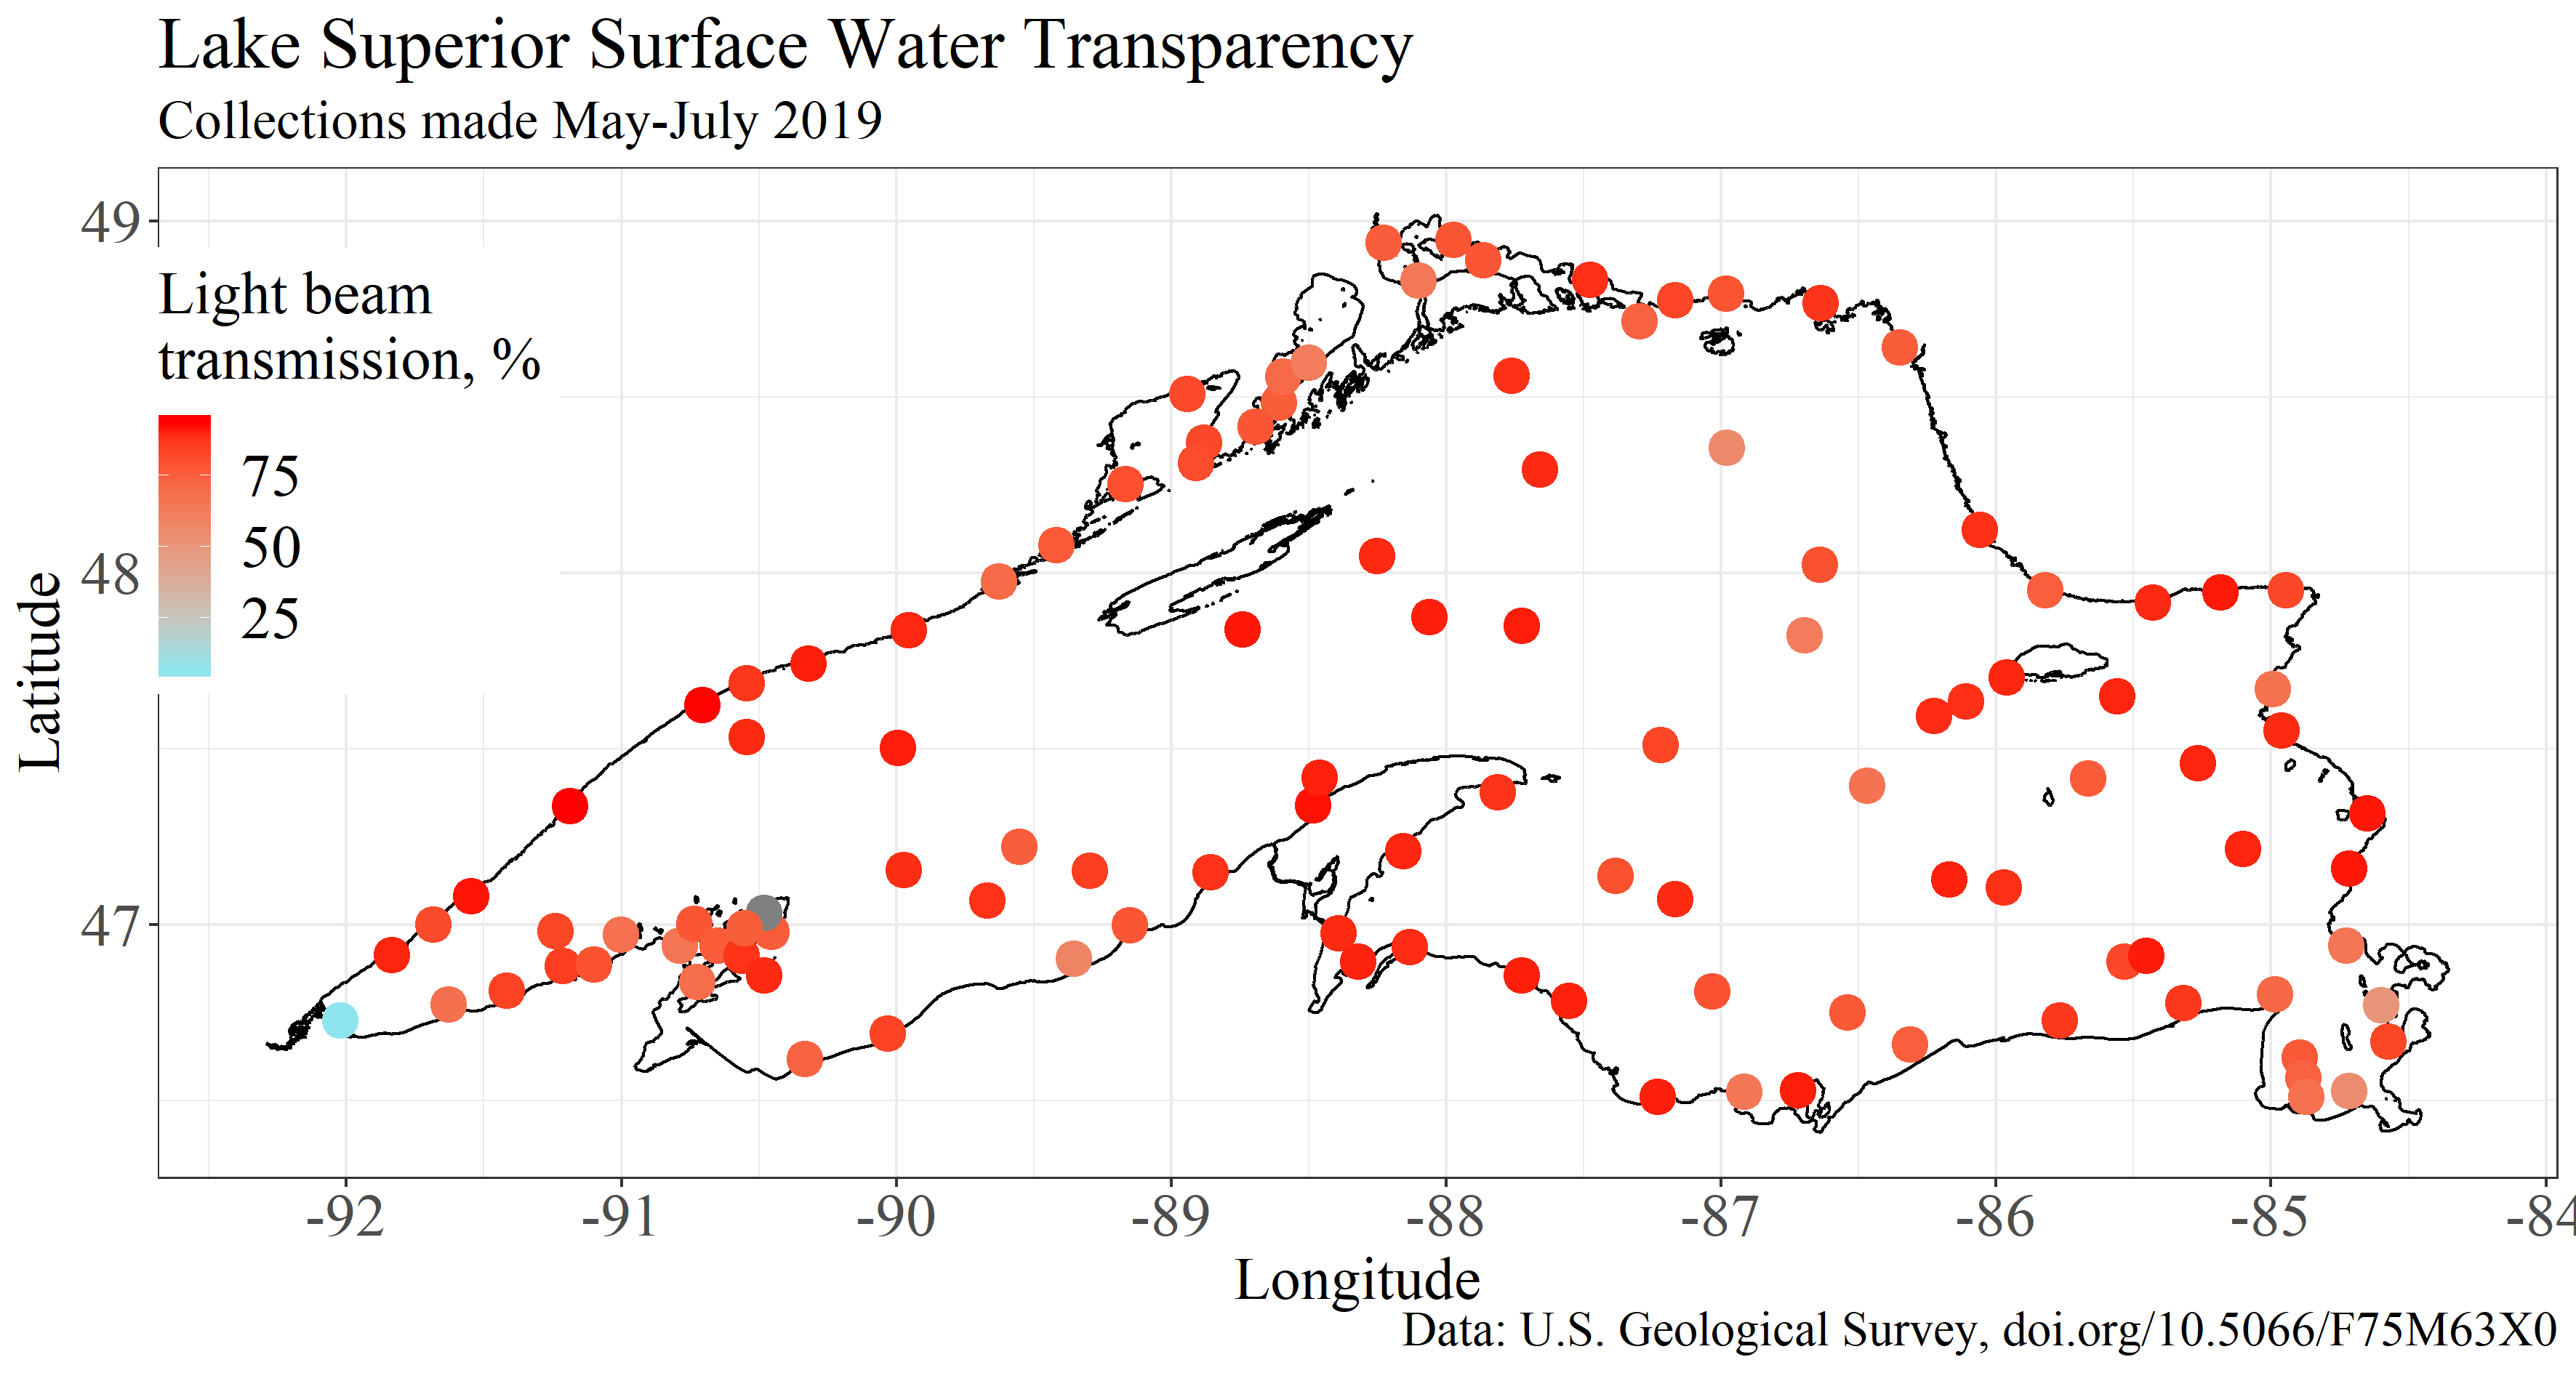 Lake Superior Surface Water Transparency
Collections made May-July 2019
49
48
47
Latitude
Light beam
transmission, %
75
50
25
-92
-91
-90
-89
-88
-87
-86
-85
-84
Longitude
Data: U.S. Geological Survey, doi.org/10.5066/F75M63X0